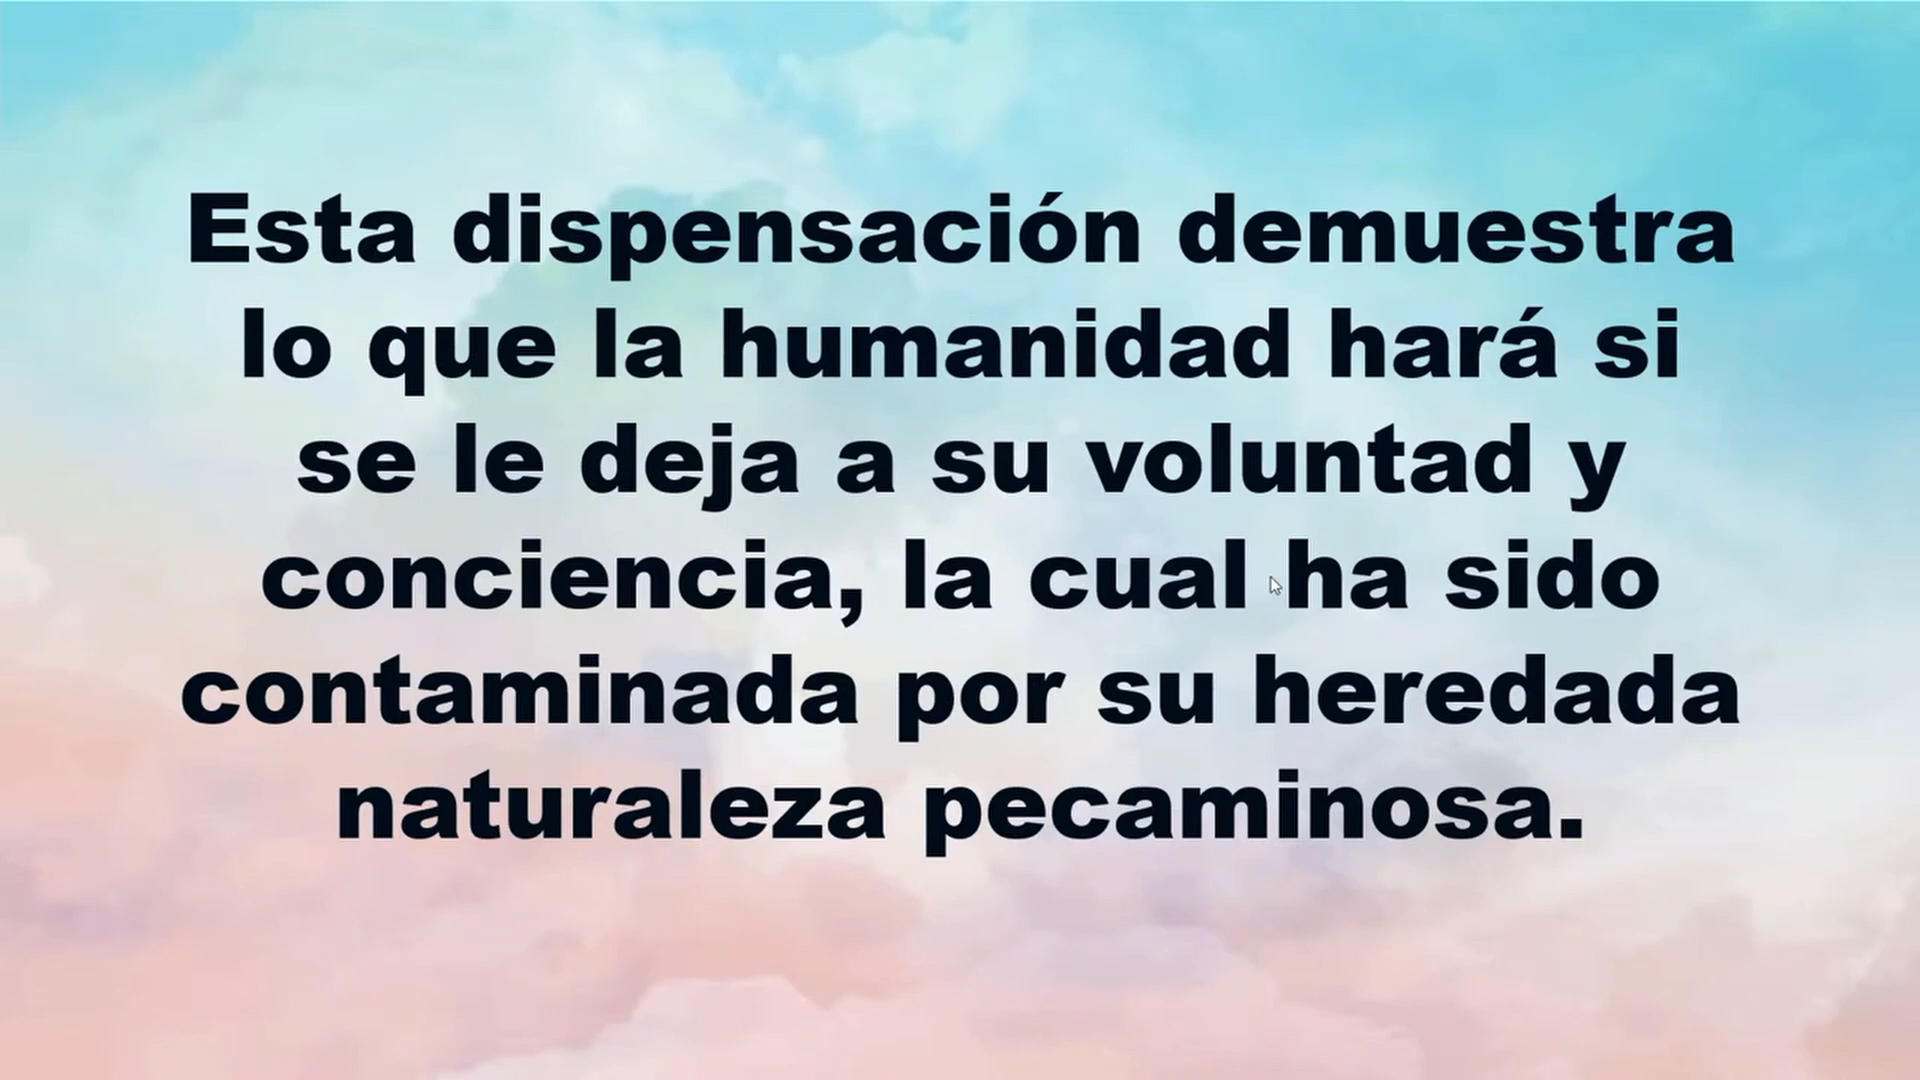 Esta dispensación demuestra
lo que la humanidad hará si
se le deja a su voluntad y
conciencia, la cual ha sido
contaminada por su heredada
naturaleza pecaminosa.